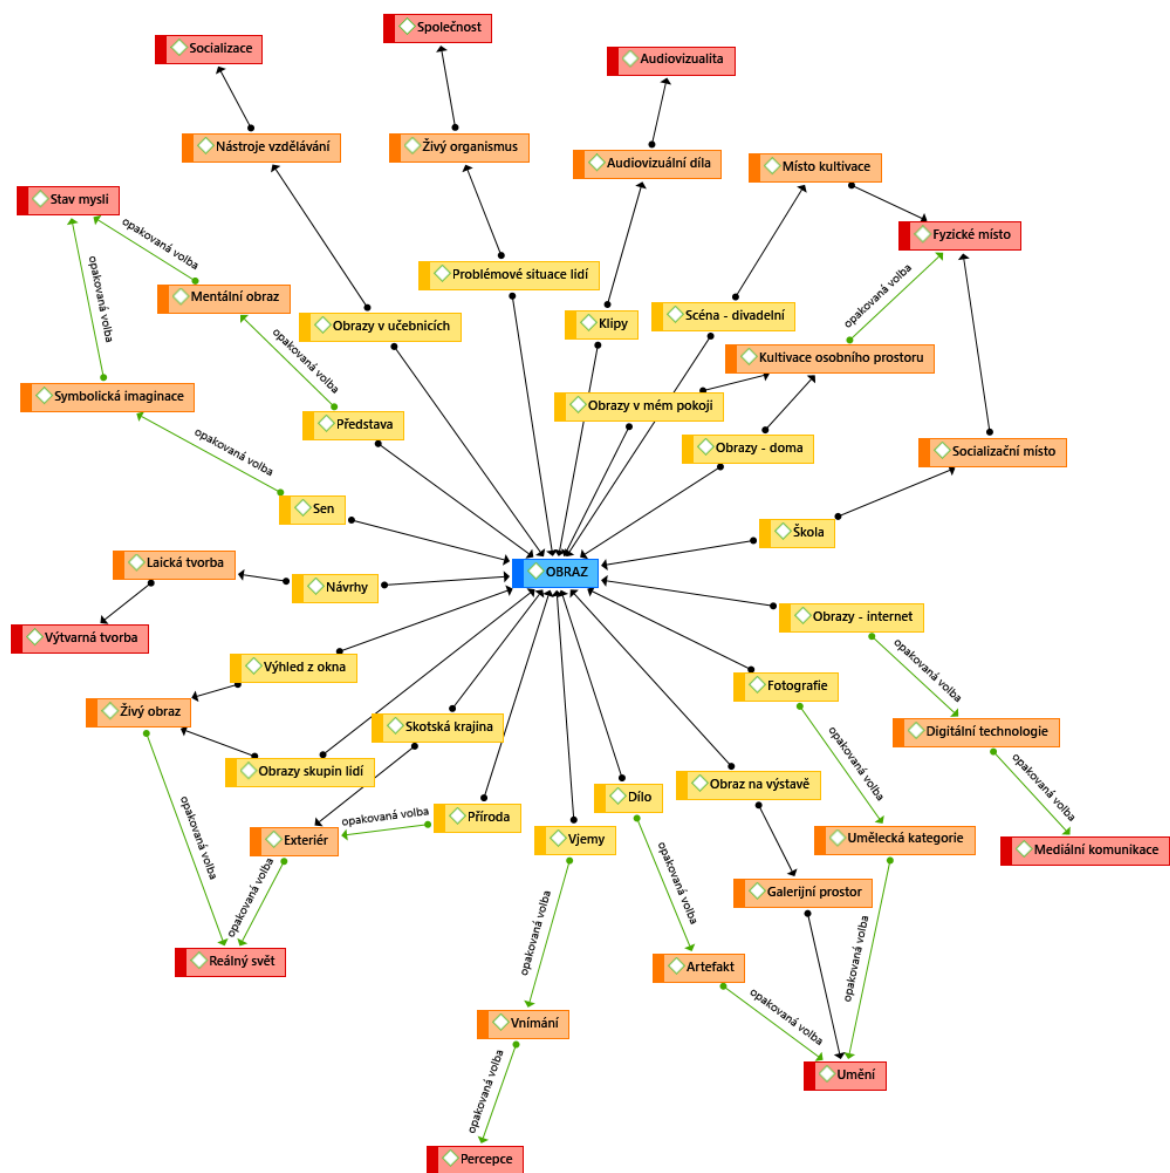 Společnost
Socializace
Audiovizualita
Nástroje vzdělávání
Živý organismus
Audiovizuální díla
Místo kultivace
Stav mysli
opakovaná volba
Fyzické místo
opakovaná volba
Problémové situace lidí
opakovaná volba
Mentální obraz
Obrazy v učebnicích
Klipy
Scéna - divadelní
opakovaná volba
Kultivace osobního prostoru
Symbolická imaginace
Obrazy v mém pokoji
Představa
opakovaná volba
Obrazy - doma
Socializační místo
Sen
Škola
Laická tvorba
OBRAZ
Návrhy
Obrazy - internet
Výtvarná tvorba
Výhled z okna
opakovaná volba
Fotografie
Živý obraz
Skotská krajina
Digitální technologie
Obrazy skupin lidí
opakovaná volba
Obraz na výstavě
Dílo
opakovaná volba
opakovaná volba
Příroda
opakovaná volba
Exteriér
Vjemy
Umělecká kategorie
Mediální komunikace
opakovaná volba
opakovaná volba
Galerijní prostor
opakovaná volba
opakovaná volba
Reálný svět
Artefakt
opakovaná volba
Vnímání
Umění
opakovaná volba
Percepce